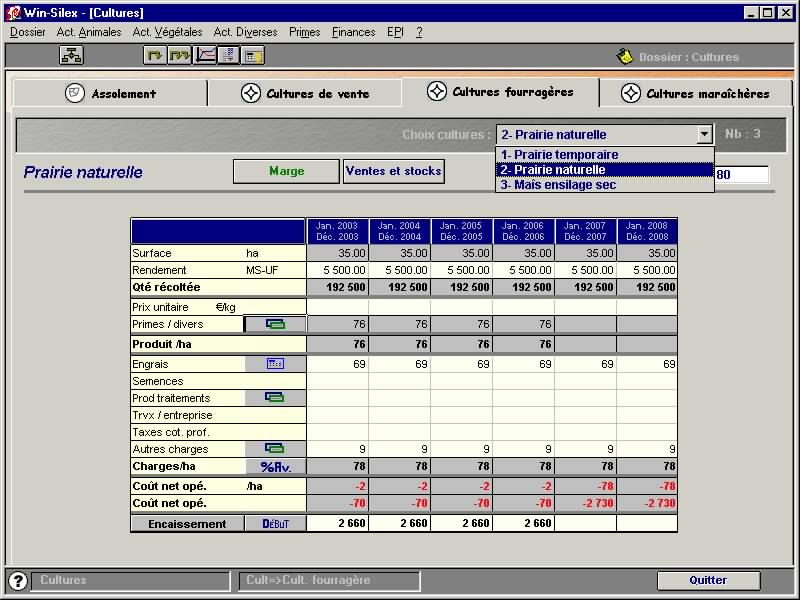 Win-Silex - [Cultures]
Dossier Act. Animales Act. Végétales Act. Diverses Primes Finances EPI ?
Dossier : Cultures
Assolement Cultures de vente Cultures fourragères Cultures maraîchères
Choix cultures : 2- Prairie naturelle Nb : 3
1- Prairie temporaire
2- Prairie naturelle
3- Maïs ensilage sec
Prairie naturelle Marge Ventes et stocks 80
Jan. 2003 Jan. 2004 Jan. 2005 Jan. 2006 Jan. 2007 Jan. 2008
Déc. 2003 Déc. 2004 Déc. 2005 Déc. 2006 Déc. 2007 Déc. 2008
Surface ha 35.00 35.00 35.00 35.00 35.00 35.00
Rendement MS-UF 5 500.00 5 500.00 5 500.00 5 500.00 5 500.00 5 500.00
Qté récoltée 192 500 192 500 192 500 192 500 192 500 192 500
Prix unitaire €/kg
Primes / divers 76 76 76 76
Produit /ha 76 76 76 76
Engrais 69 69 69 69 69 69
Semences
Prod traitements
Trvx / entreprise
Taxes cot. prof.
Autres charges 9 9 9 9 9 9
Charges/ha %Av. 78 78 78 78 78 78
Coût net opé. /ha -2 -2 -2 -2 -78 -78
Coût net opé. -70 -70 -70 -70 -2 730 -2 730
Encaissement DéBuT 2 660 2 660 2 660 2 660
? Cultures Cult=>Cult. fourragère Quitter